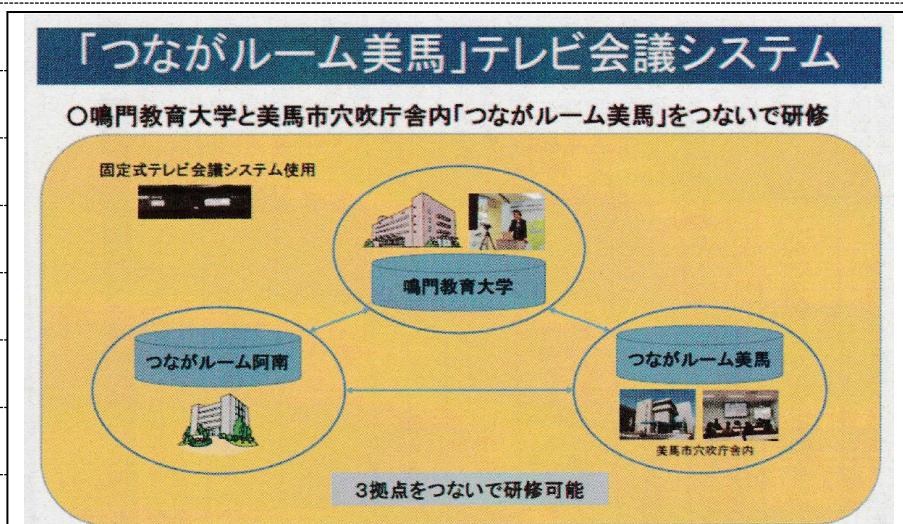 「つながルーム美馬」テレビ会議システム
○鳴門教育大学と美馬市穴吹庁舎内「つながルーム美馬」をつないで研修
固定式テレビ会議システム使用
鳴門教育大学
つながルーム阿南
つながルーム美馬
美馬市穴吹庁舎内
３拠点をつないで研修可能